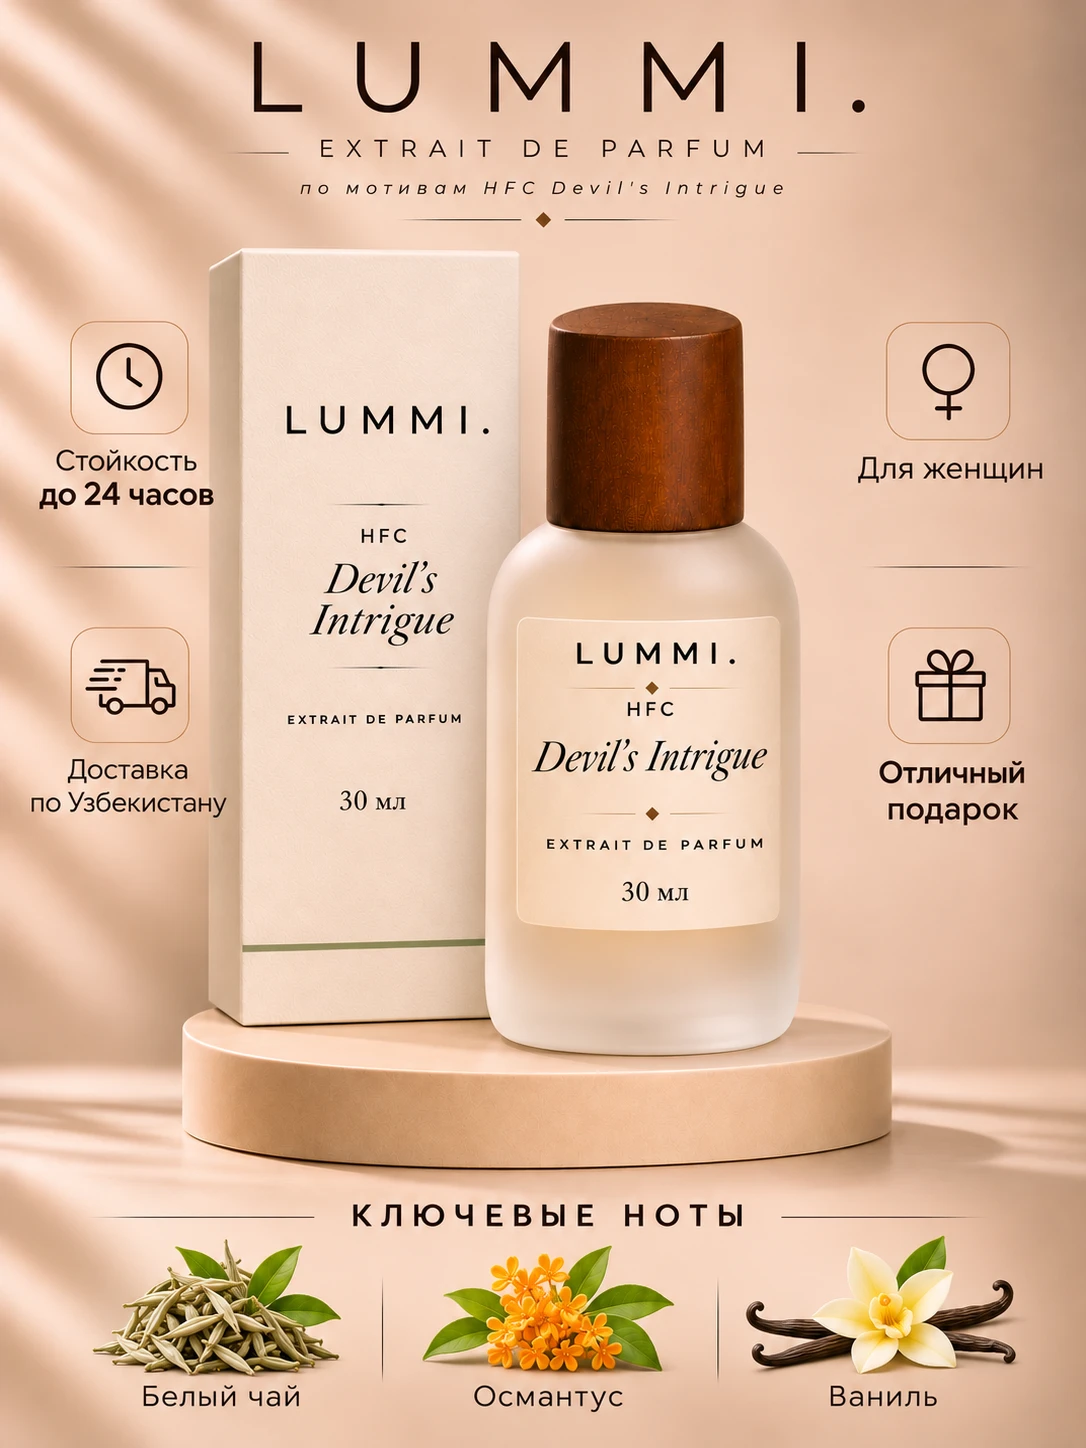 LUMMI.
EXTRAIT DE PARFUM
по мотивам HFC Devil's Intrigue
Стойкость
до 24 часов
Доставка
по Узбекистану
LUMMI.
HFC
Devil's
Intrigue
EXTRAIT DE PARFUM
30 мл
LUMMI.
HFC
Devil's Intrigue
EXTRAIT DE PARFUM
30 мл
Для женщин
Отличный
подарок
КЛЮЧЕВЫЕ НОТЫ
Белый чай
Османтус
Ваниль